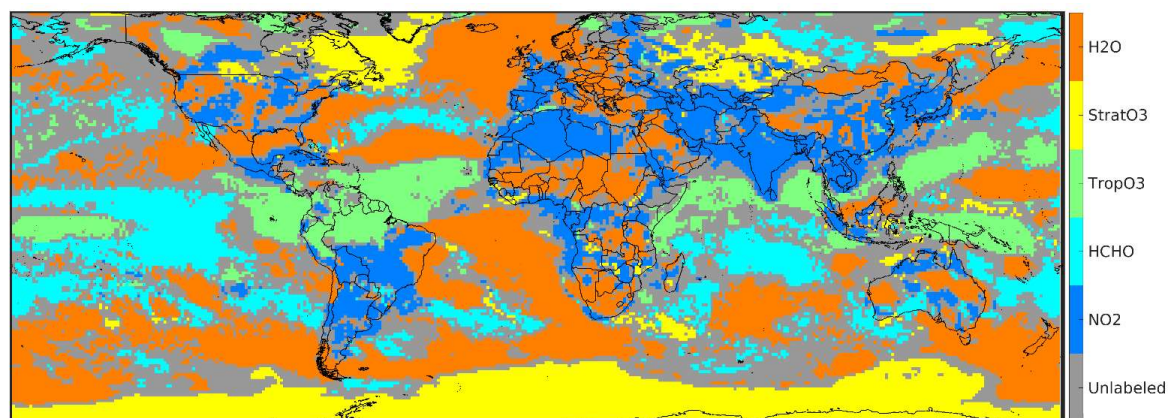 H2O
StratO3
TropO3
HCHO
NO2
Unlabeled